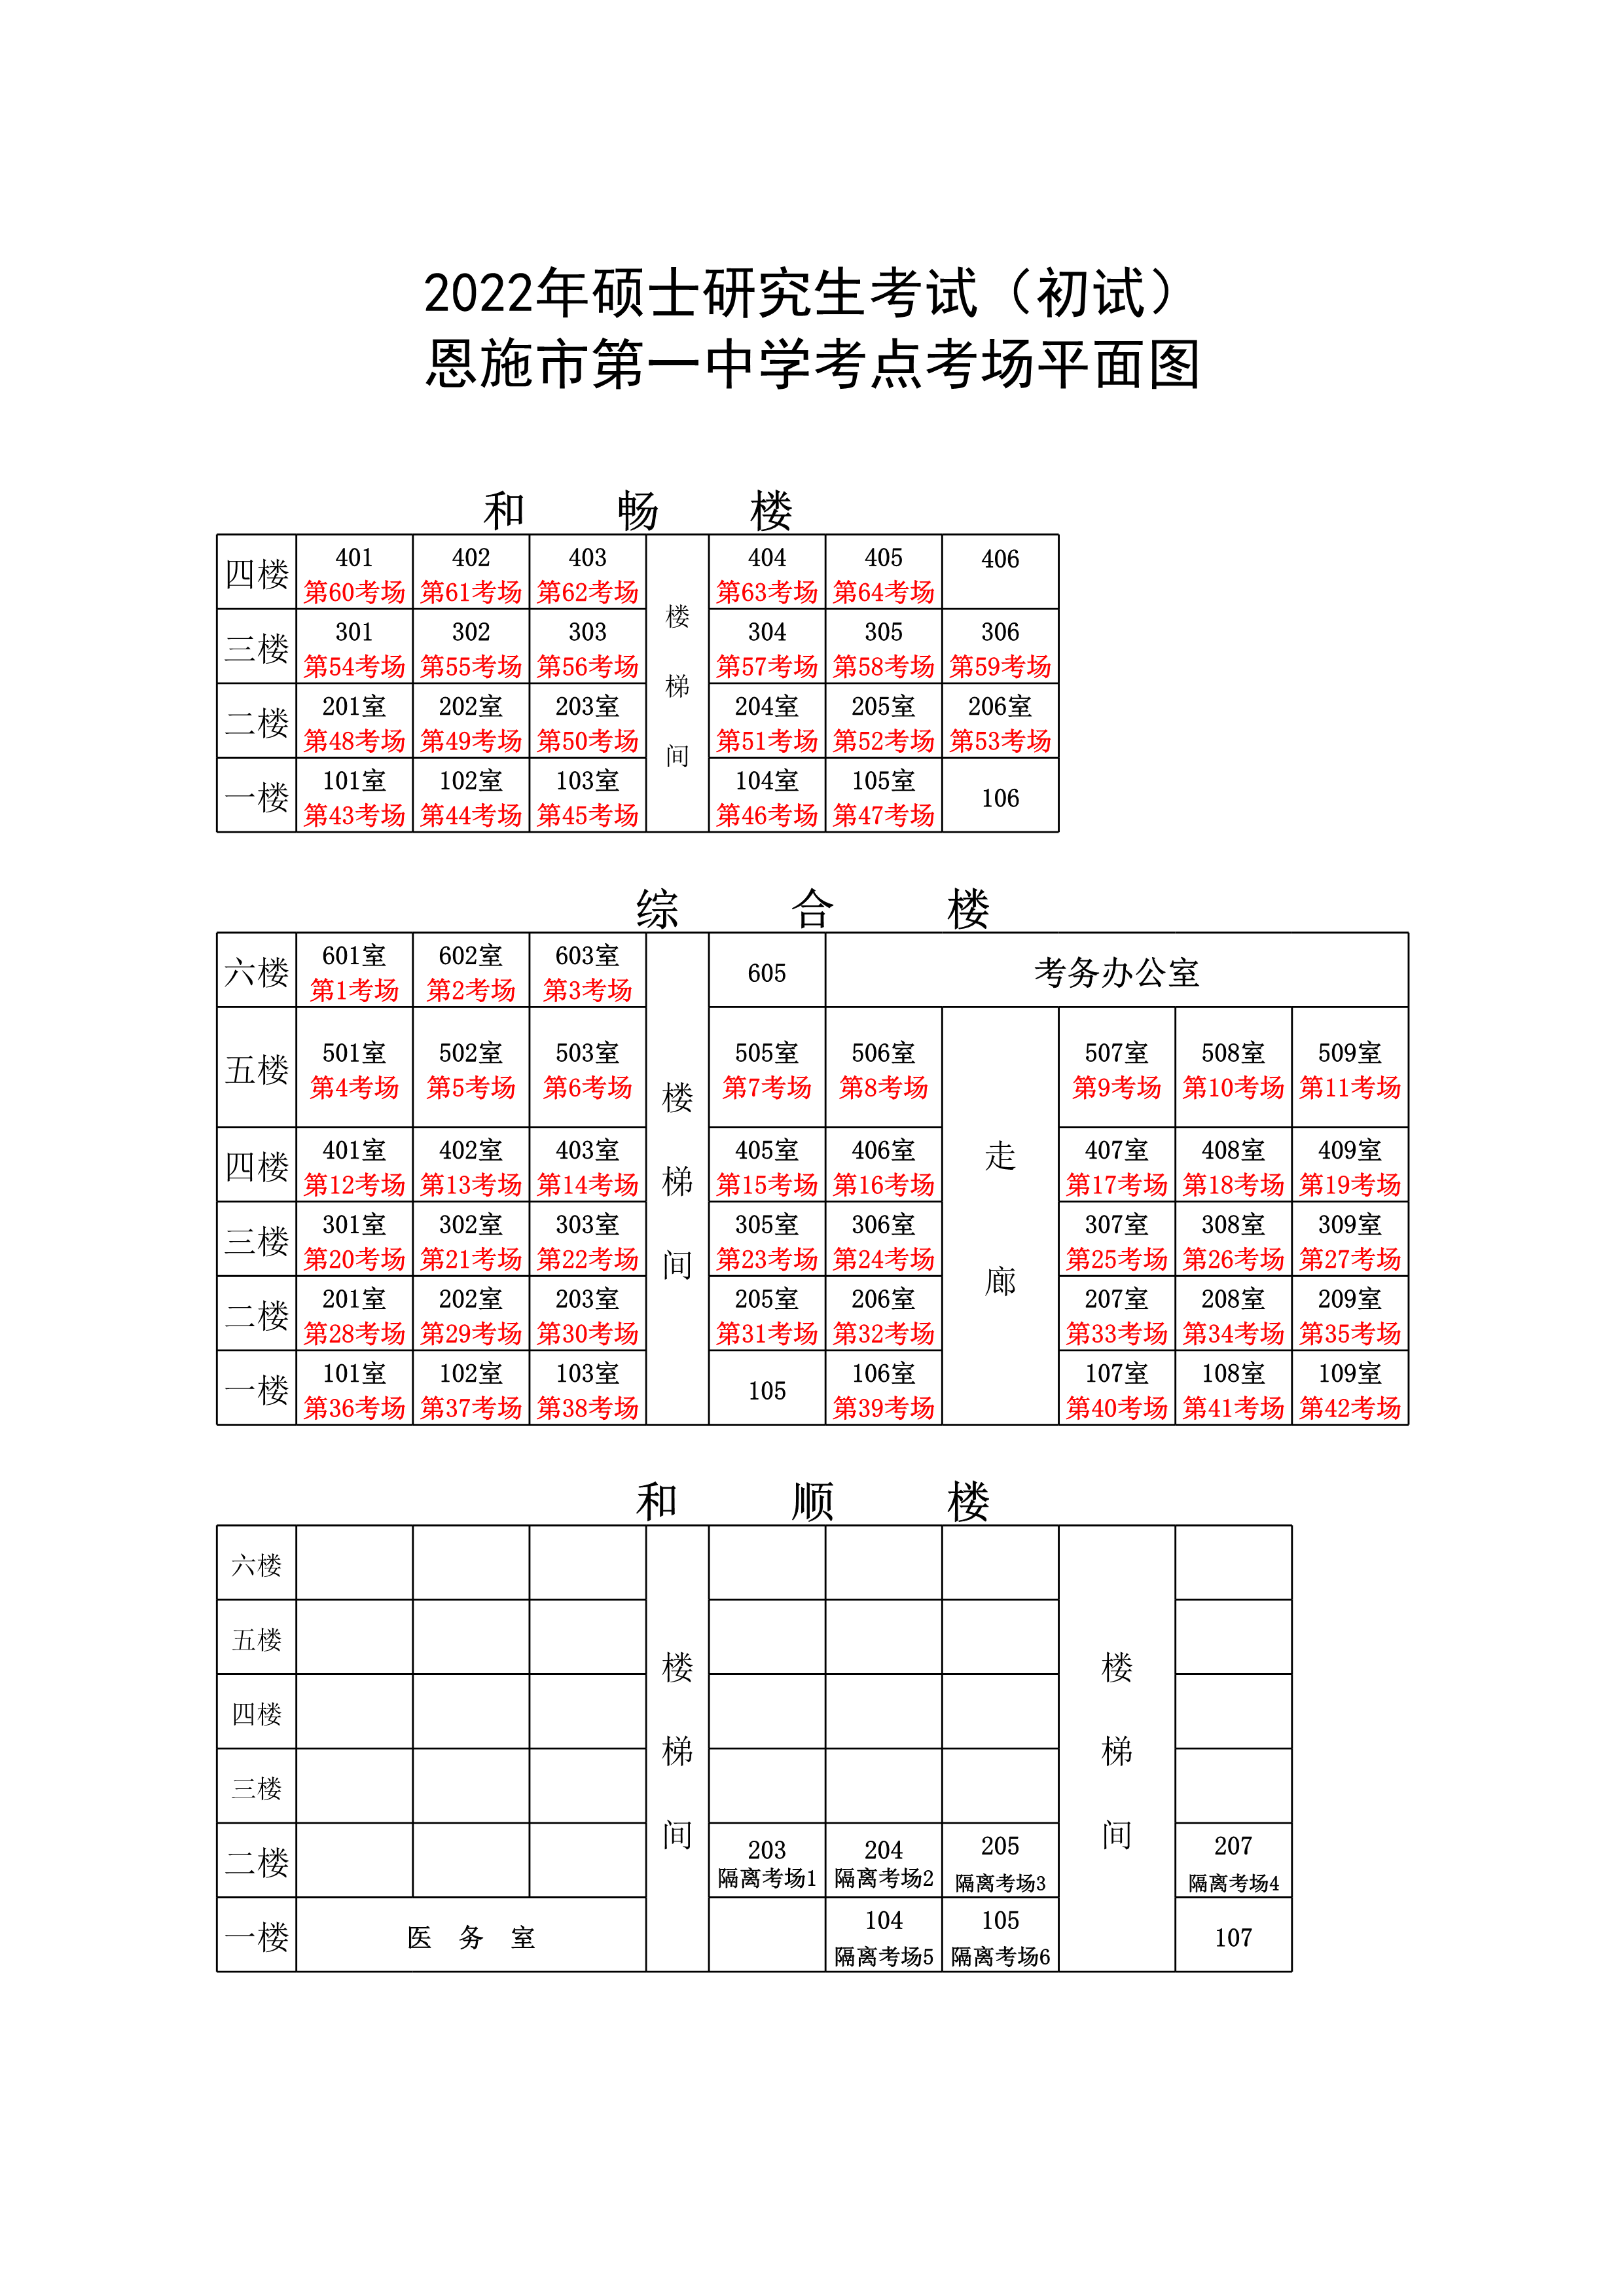 2022年硕士研究生考试（初试）
恩施市第一中学考点考场平面图
和 畅 楼
四楼 401 402 403 404 405 406
第60考场 第61考场 第62考场 第63考场 第64考场
三楼 301 302 303 304 305 306
第54考场 第55考场 第56考场 第57考场 第58考场 第59考场
二楼 201室 202室 203室 204室 205室 206室
第48考场 第49考场 第50考场 第51考场 第52考场 第53考场
一楼 101室 102室 103室 104室 105室 106
第43考场 第44考场 第45考场 第46考场 第47考场
楼
梯
间
综 合 楼
六楼 601室 602室 603室 605 考务办公室
第1考场 第2考场 第3考场
五楼 501室 502室 503室 505室 506室 507室 508室 509室
第4考场 第5考场 第6考场 第7考场 第8考场 第9考场 第10考场 第11考场
四楼 401室 402室 403室 405室 406室 407室 408室 409室
第12考场 第13考场 第14考场 第15考场 第16考场 第17考场 第18考场 第19考场
三楼 301室 302室 303室 305室 306室 307室 308室 309室
第20考场 第21考场 第22考场 第23考场 第24考场 第25考场 第26考场 第27考场
二楼 201室 202室 203室 205室 206室 207室 208室 209室
第28考场 第29考场 第30考场 第31考场 第32考场 第33考场 第34考场 第35考场
一楼 101室 102室 103室 105 106室 107室 108室 109室
第36考场 第37考场 第38考场 第39考场 第40考场 第41考场 第42考场
楼
梯
间
走
廊
和 顺 楼
六楼
五楼
四楼
三楼
二楼 203 204 205 207
隔离考场1 隔离考场2 隔离考场3 隔离考场4
一楼 医 务 室 104 105 107
隔离考场5 隔离考场6
楼
梯
间
楼
梯
间